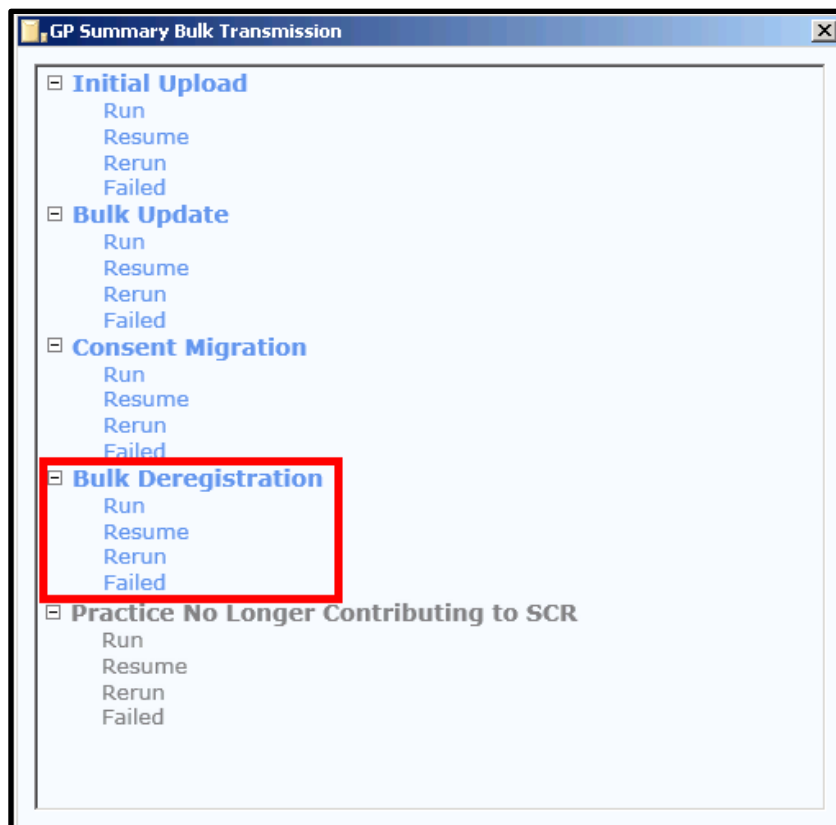 GP Summary Bulk Transmission
Initial Upload
Run
Resume
Rerun
Failed
Bulk Update
Run
Resume
Rerun
Failed
Consent Migration
Run
Resume
Rerun
Failed
Bulk Deregistration
Run
Resume
Rerun
Failed
Practice No Longer Contributing to SCR
Run
Resume
Rerun
Failed